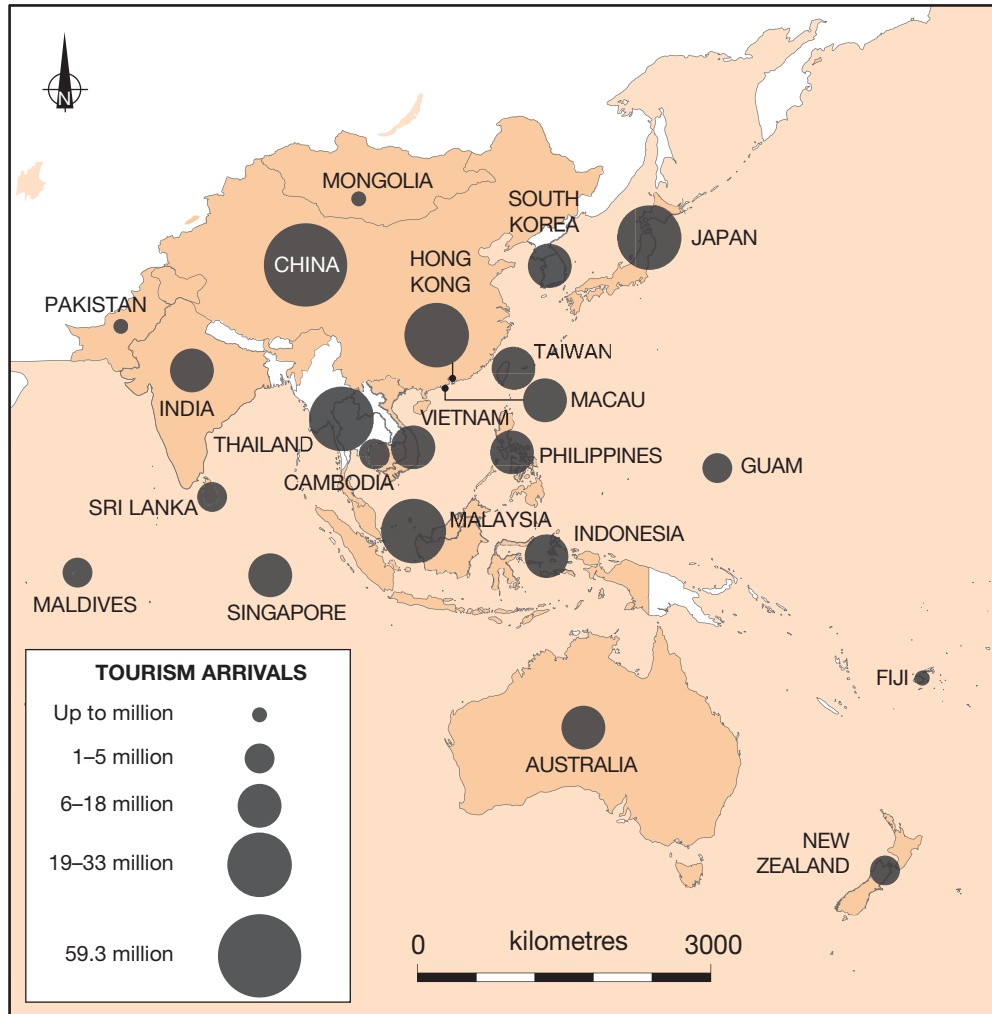 N
MONGOLIA
SOUTH
KOREA
JAPAN
CHINA
HONG
KONG
PAKISTAN
TAIWAN
INDIA
MACAU
VIETNAM
THAILAND
PHILIPPINES
GUAM
CAMBODIA
SRI LANKA
MALAYSIA
INDONESIA
MALDIVES
SINGAPORE
FIJI
AUSTRALIA
NEW
ZEALAND
TOURISM ARRIVALS
Up to million
1–5 million
6–18 million
19–33 million
59.3 million
0 kilometres 3000